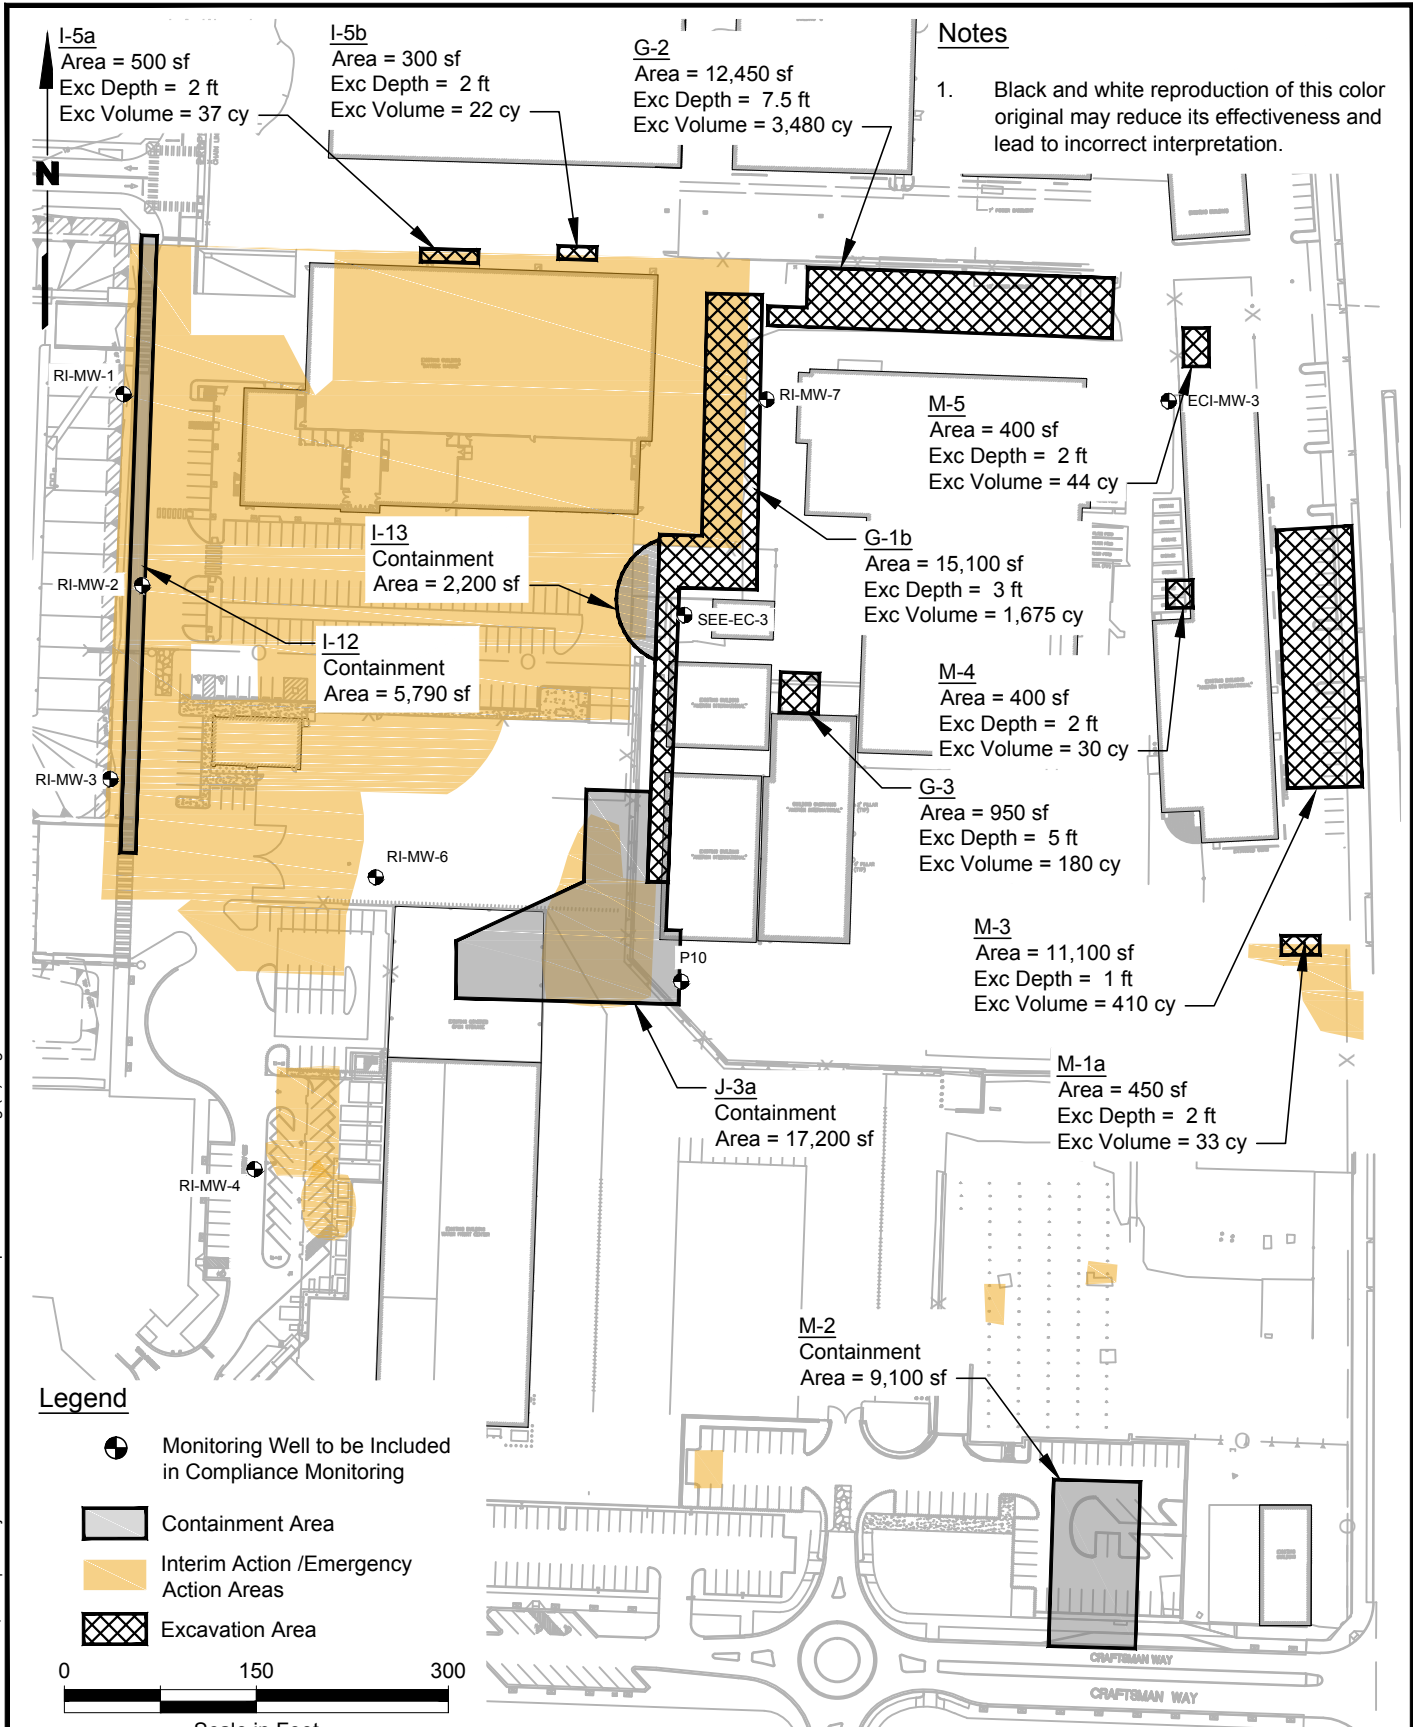 I-5a
Area = 500 sf
Exc Depth = 2 ft
Exc Volume = 37 cy
I-5b
Area = 300 sf
Exc Depth = 2 ft
Exc Volume = 22 cy
G-2
Area = 12,450 sf
Exc Depth = 7.5 ft
Exc Volume = 3,480 cy
Notes
1. Black and white reproduction of this color
original may reduce its effectiveness and
lead to incorrect interpretation.
N
RI-MW-1
RI-MW-7
ECI-MW-3
M-5
Area = 400 sf
Exc Depth = 2 ft
Exc Volume = 44 cy
I-13
Containment
Area = 2,200 sf
G-1b
Area = 15,100 sf
Exc Depth = 3 ft
Exc Volume = 1,675 cy
RI-MW-2
SEE-EC-3
I-12
Containment
Area = 5,790 sf
M-4
Area = 400 sf
Exc Depth = 2 ft
Exc Volume = 30 cy
RI-MW-3
G-3
Area = 950 sf
Exc Depth = 5 ft
Exc Volume = 180 cy
RI-MW-6
M-3
Area = 11,100 sf
Exc Depth = 1 ft
Exc Volume = 410 cy
P10
J-3a
Containment
Area = 17,200 sf
M-1a
Area = 450 sf
Exc Depth = 2 ft
Exc Volume = 33 cy
RI-MW-4
M-2
Containment
Area = 9,100 sf
Legend
Monitoring Well to be Included
in Compliance Monitoring
Containment Area
Interim Action /Emergency
Action Areas
Excavation Area
0 150 300
Scale in Feet
CRAFTSMAN WAY
CRAFTSMAN WAY